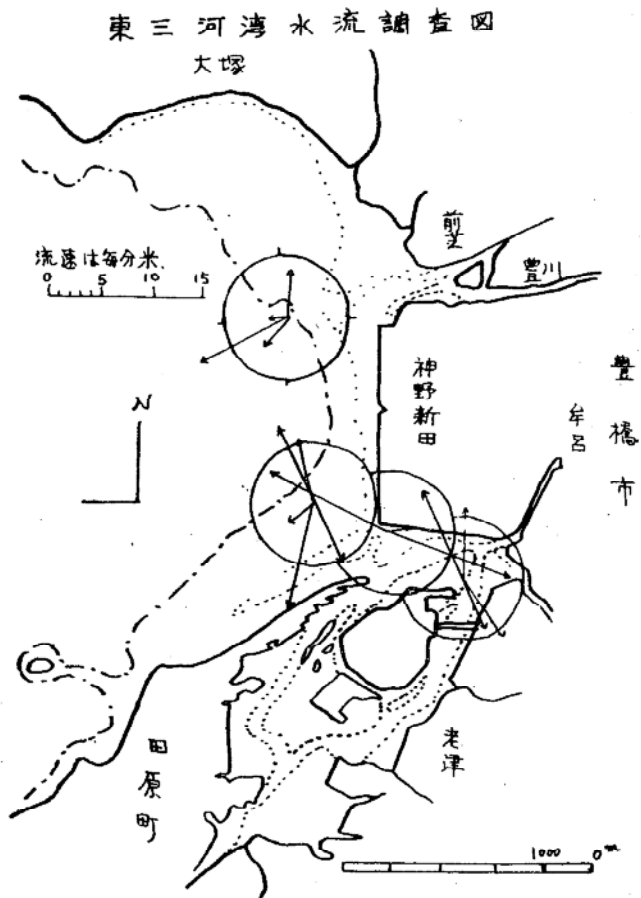 東三河湾水流調査図
大塚
前芝
豊川
流速は毎分米.
0 5 10 15
豊橋市
神野新田
牟呂
N
老津
田原町
1000 0m